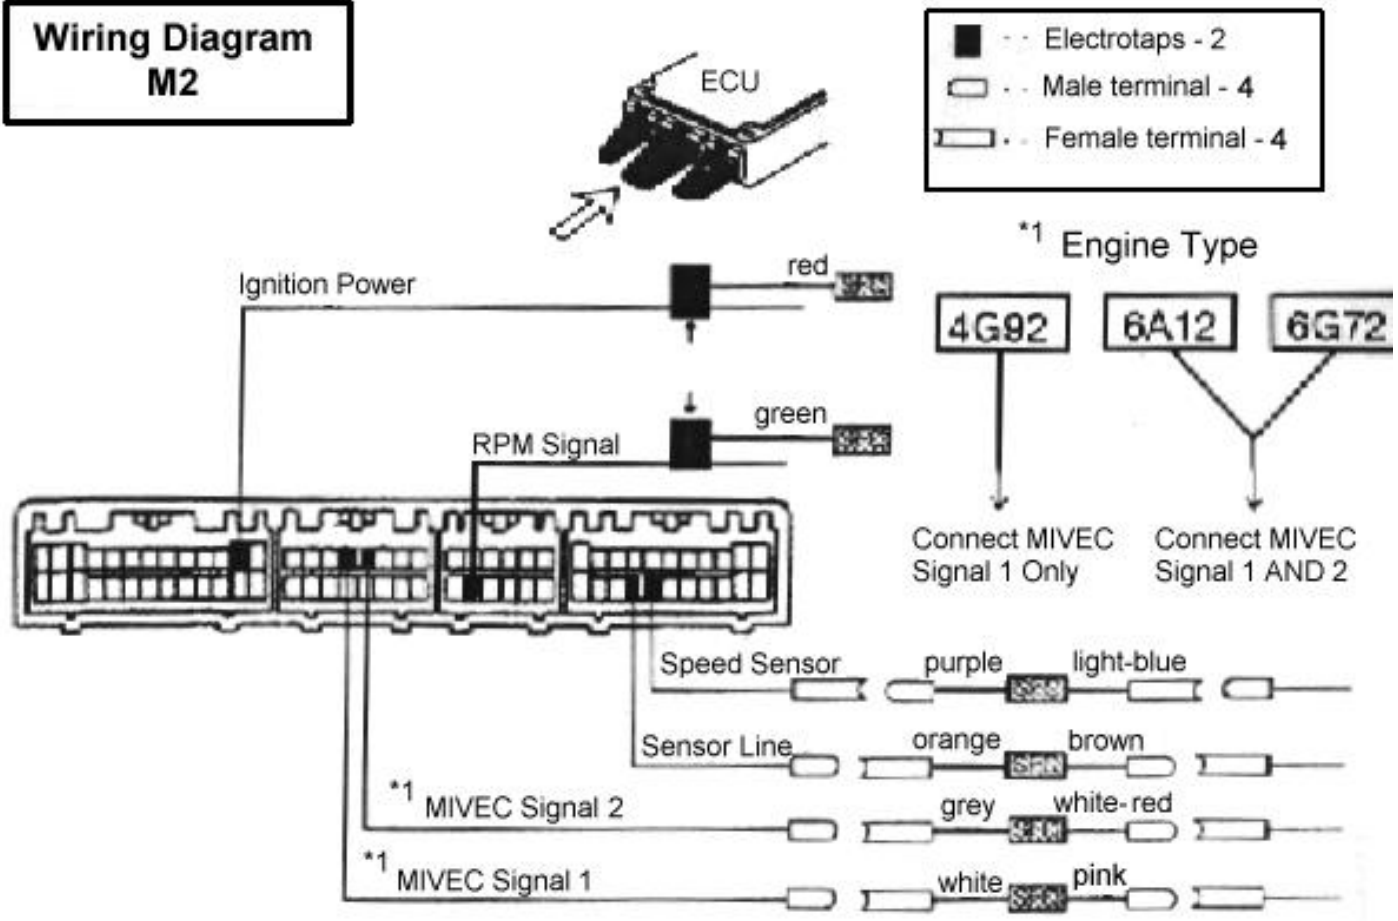 Wiring Diagram
M2
ECU
Electrotaps - 2
Male terminal - 4
Female terminal - 4
*1 Engine Type
4G92
6A12
6G72
Connect MIVEC
Signal 1 Only
Connect MIVEC
Signal 1 AND 2
Ignition Power
red
RPM Signal
green
Speed Sensor
purple
light-blue
Sensor Line
orange
brown
*1 MIVEC Signal 2
grey
white-red
*1 MIVEC Signal 1
white
pink